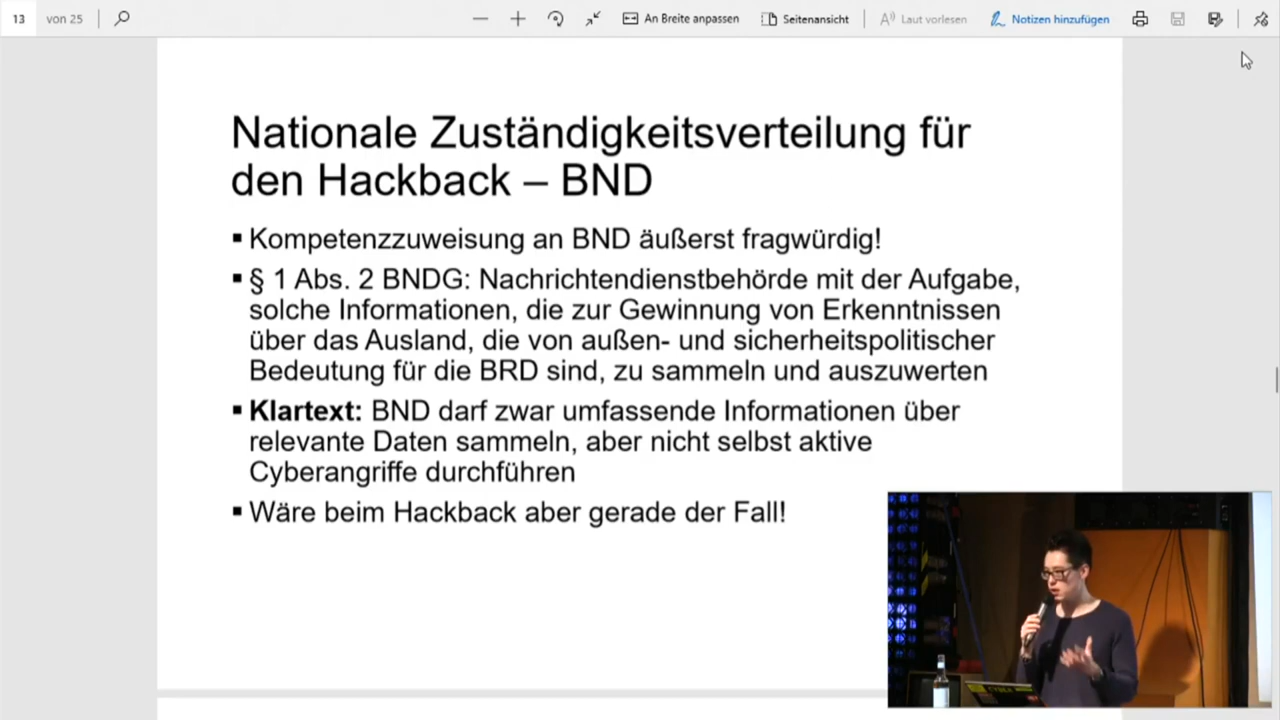 13 von 25 An Breite anpassen Seitenansicht Laut vorlesen Notizen hinzufügen
Nationale Zuständigkeitsverteilung für
den Hackback – BND
▪ Kompetenzzuweisung an BND äußerst fragwürdig!
▪ § 1 Abs. 2 BNDG: Nachrichtendienstbehörde mit der Aufgabe,
solche Informationen, die zur Gewinnung von Erkenntnissen
über das Ausland, die von außen- und sicherheitspolitischer
Bedeutung für die BRD sind, zu sammeln und auszuwerten
▪ Klartext: BND darf zwar umfassende Informationen über
relevante Daten sammeln, aber nicht selbst aktive
Cyberangriffe durchführen
▪ Wäre beim Hackback aber gerade der Fall!